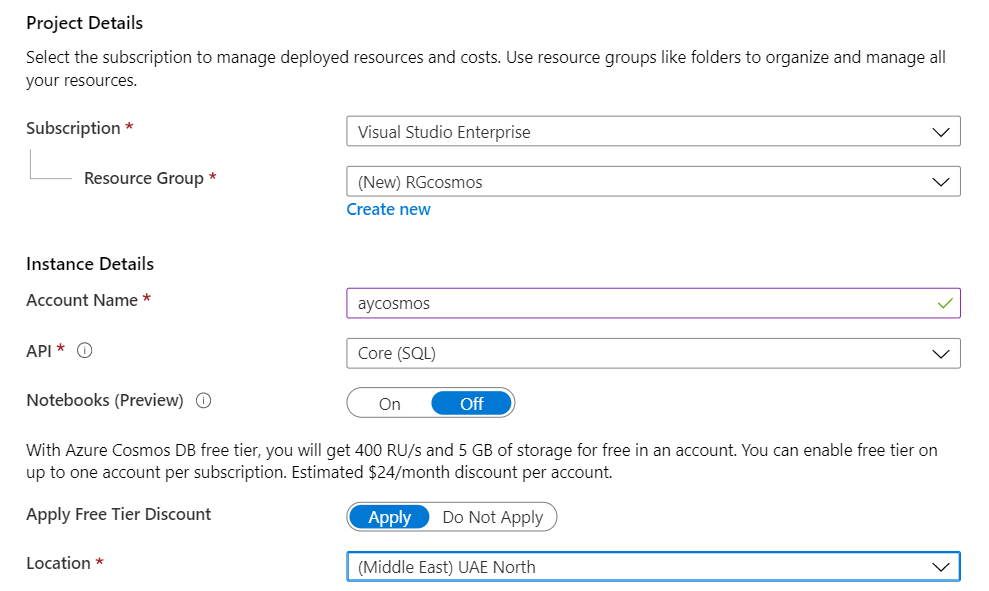 Project Details
Select the subscription to manage deployed resources and costs. Use resource groups like folders to organize and manage all
your resources.
Subscription *
Visual Studio Enterprise
Resource Group *
(New) RGcosmos
Create new
Instance Details
Account Name *
aycosmos
API *
Core (SQL)
Notebooks (Preview)
On Off
With Azure Cosmos DB free tier, you will get 400 RU/s and 5 GB of storage for free in an account. You can enable free tier on
up to one account per subscription. Estimated $24/month discount per account.
Apply Free Tier Discount
Apply Do Not Apply
Location *
(Middle East) UAE North